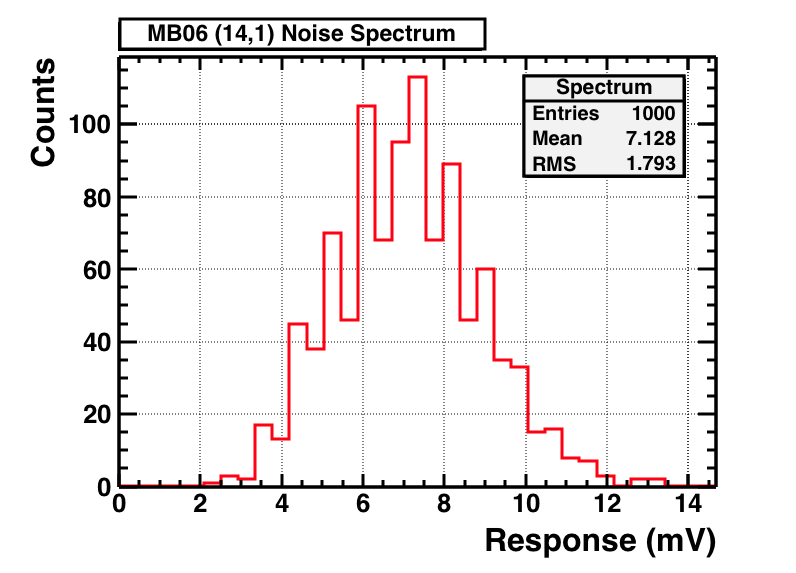 MB06 (14,1) Noise Spectrum
Counts
Spectrum
Entries 1000
Mean 7.128
RMS 1.793
100
80
60
40
20
0
0 2 4 6 8 10 12 14
Response (mV)